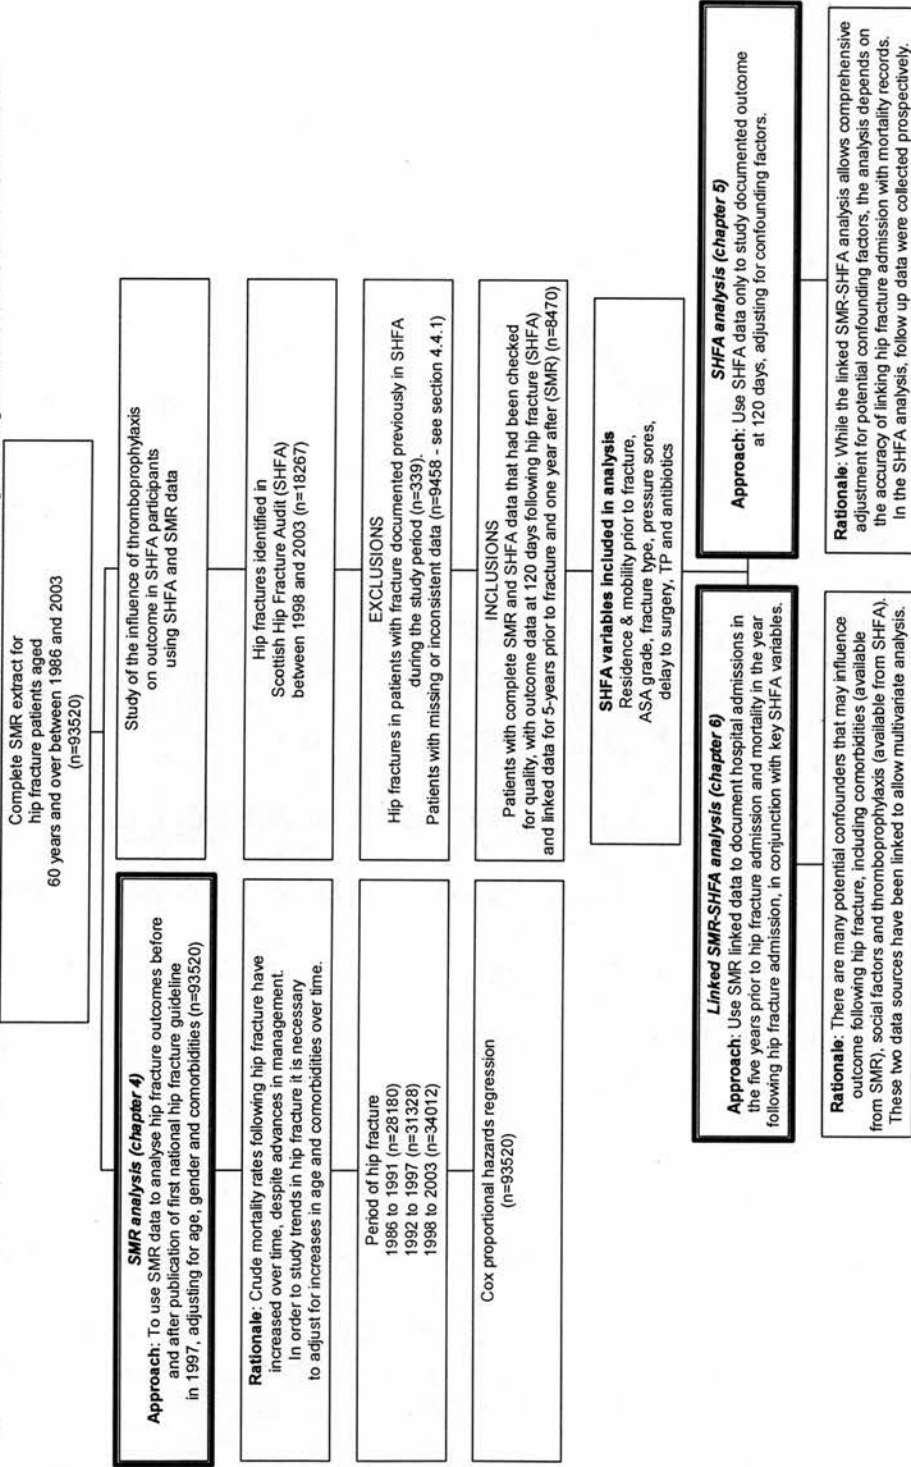 Complete SMR extract for
hip fracture patients aged
60 years and over between 1986 and 2003
(n=93520)
SMR analysis (chapter 4)
Approach: To use SMR data to analyse hip fracture outcomes before
and after publication of first national hip fracture guideline
in 1997, adjusting for age, gender and comorbidities (n=93520)
Rationale: Crude mortality rates following hip fracture have
increased over time, despite advances in management.
In order to study trends in hip fracture it is necessary
to adjust for increases in age and comorbidities over time.
Period of hip fracture
1986 to 1991 (n=28180)
1992 to 1997 (n=31328)
1998 to 2003 (n=34012)
Cox proportional hazards regression
(n=93520)
Study of the influence of thromboprophylaxis
on outcome in SHFA participants
using SHFA and SMR data
Hip fractures identified in
Scottish Hip Fracture Audit (SHFA)
between 1998 and 2003 (n=18267)
EXCLUSIONS
Hip fractures in patients with fracture documented previously in SHFA
during the study period (n=339).
Patients with missing or inconsistent data (n=9458 - see section 4.4.1)
INCLUSIONS
Patients with complete SMR and SHFA data that had been checked
for quality, with outcome data at 120 days following hip fracture (SHFA)
and linked data for 5-years prior to fracture and one year after (SMR) (n=8470)
SHFA variables included in analysis
Residence & mobility prior to fracture,
ASA grade, fracture type, pressure sores,
delay to surgery, TP and antibiotics
Linked SMR-SHFA analysis (chapter 6)
Approach: Use SMR linked data to document hospital admissions in
the five years prior to hip fracture admission and mortality in the year
following hip fracture admission, in conjunction with key SHFA variables.
Rationale: There are many potential confounders that may influence
outcome following hip fracture, including comorbidities (available
from SMR), social factors and thromboprophylaxis (available from SHFA).
These two data sources have been linked to allow multivariate analysis.
SHFA analysis (chapter 5)
Approach: Use SHFA data only to study documented outcome
at 120 days, adjusting for confounding factors.
Rationale: While the linked SMR-SHFA analysis allows comprehensive
adjustment for potential confounding factors, the analysis depends on
the accuracy of linking hip fracture admission with mortality records.
In the SHFA analysis, follow up data were collected prospectively.